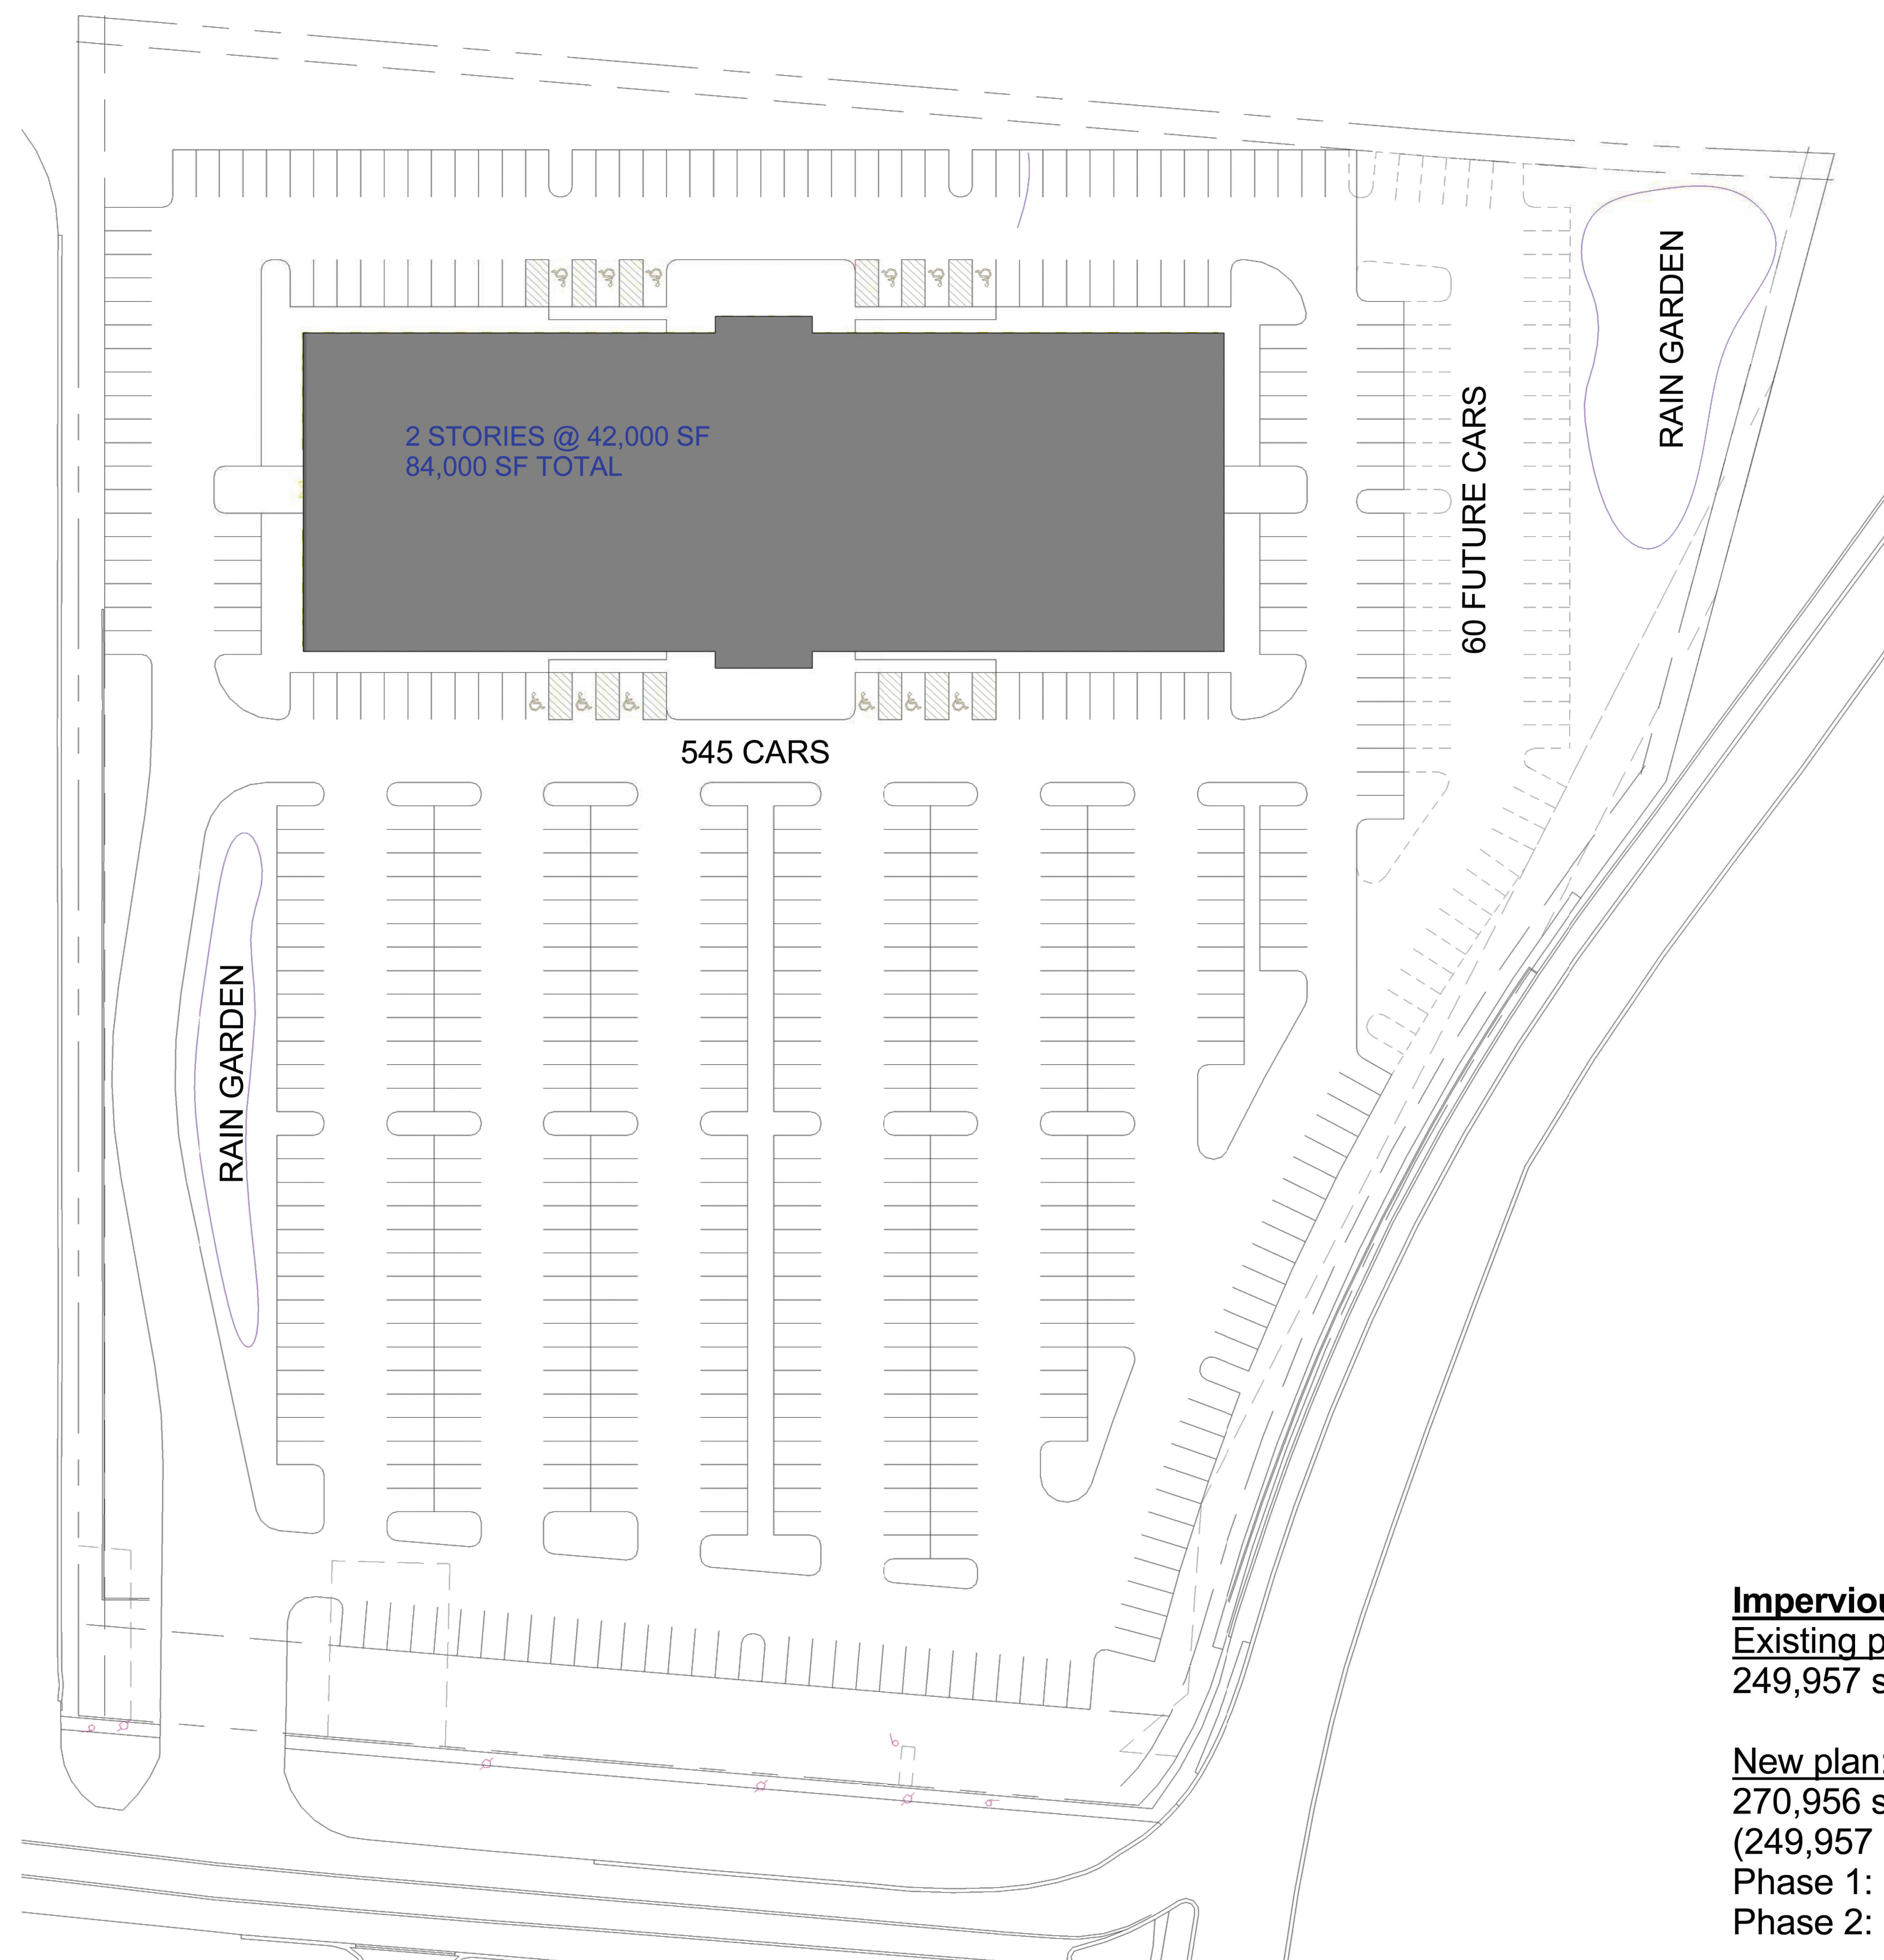 RAIN GARDEN
60 FUTURE CARS
2 STORIES @ 42,000 SF
84,000 SF TOTAL
545 CARS
RAIN GARDEN
Existing
249,957
New plan:
270,956
(249,957
Phase 1:
Phase 2: